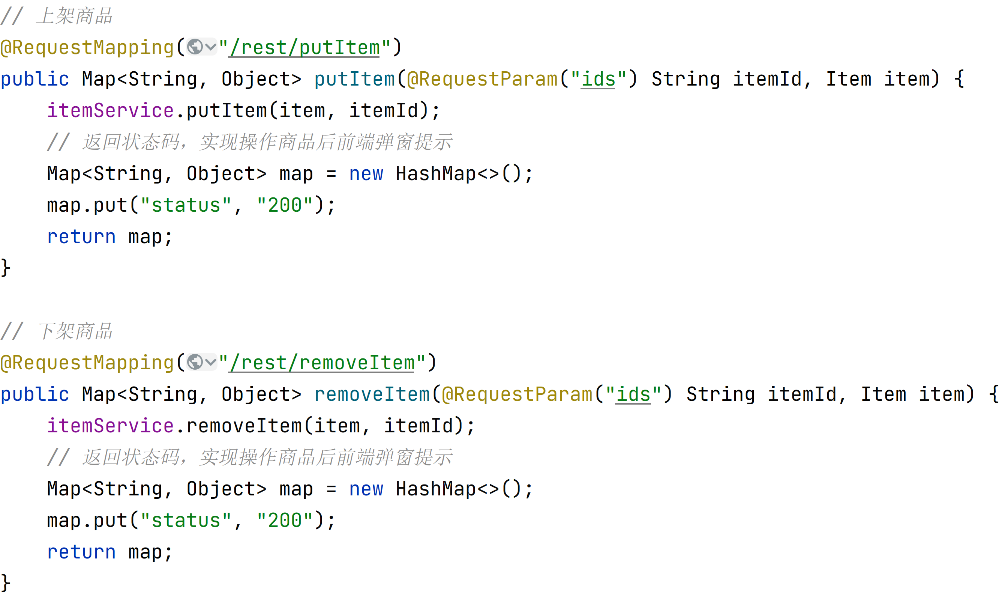 // 上架商品
@RequestMapping("/rest/putItem")
public Map<String, Object> putItem(@RequestParam("ids") String itemId, Item item) {
    itemService.putItem(item, itemId);
    // 返回状态码，实现操作商品后前端弹窗提示
    Map<String, Object> map = new HashMap<>();
    map.put("status", "200");
    return map;
}

// 下架商品
@RequestMapping("/rest/removeItem")
public Map<String, Object> removeItem(@RequestParam("ids") String itemId, Item item) {
    itemService.removeItem(item, itemId);
    // 返回状态码，实现操作商品后前端弹窗提示
    Map<String, Object> map = new HashMap<>();
    map.put("status", "200");
    return map;
}